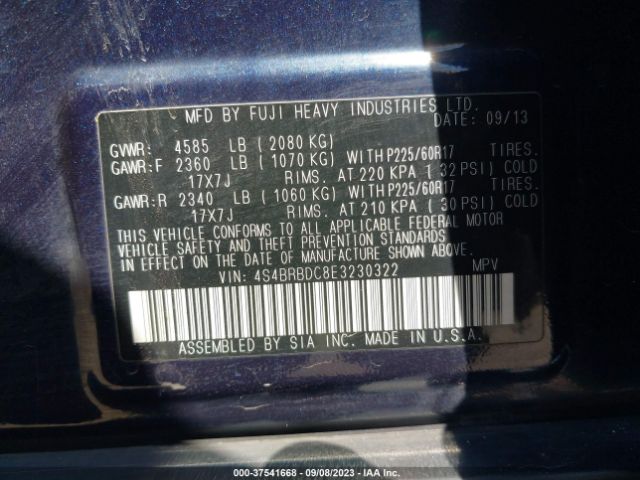 MFD BY FUJI HEAVY INDUSTRIES LTD.
DATE: 09/13
GVWR: 4585 LB ( 2080 KG)
GAWR:F 2360 LB ( 1070 KG) WITH P225/60R17 TIRES.
17X7J RIMS. AT 220 KPA ( 32 PSI) COLD
GAWR:R 2340 LB ( 1060 KG) WITH P225/60R17 TIRES.
17X7J RIMS. AT 210 KPA ( 30 PSI) COLD
THIS VEHICLE CONFORMS TO ALL APPLICABLE FEDERAL MOTOR
VEHICLE SAFETY AND THEFT PREVENTION STANDARDS
IN EFFECT ON THE DATE OF MANUFACTURE SHOWN ABOVE.
VIN: 4S4BRBDC8E3230322 MPV
ASSEMBLED BY SIA INC. MADE IN U.S.A.
000-37541668 - 09/08/2023 - IAA Inc.